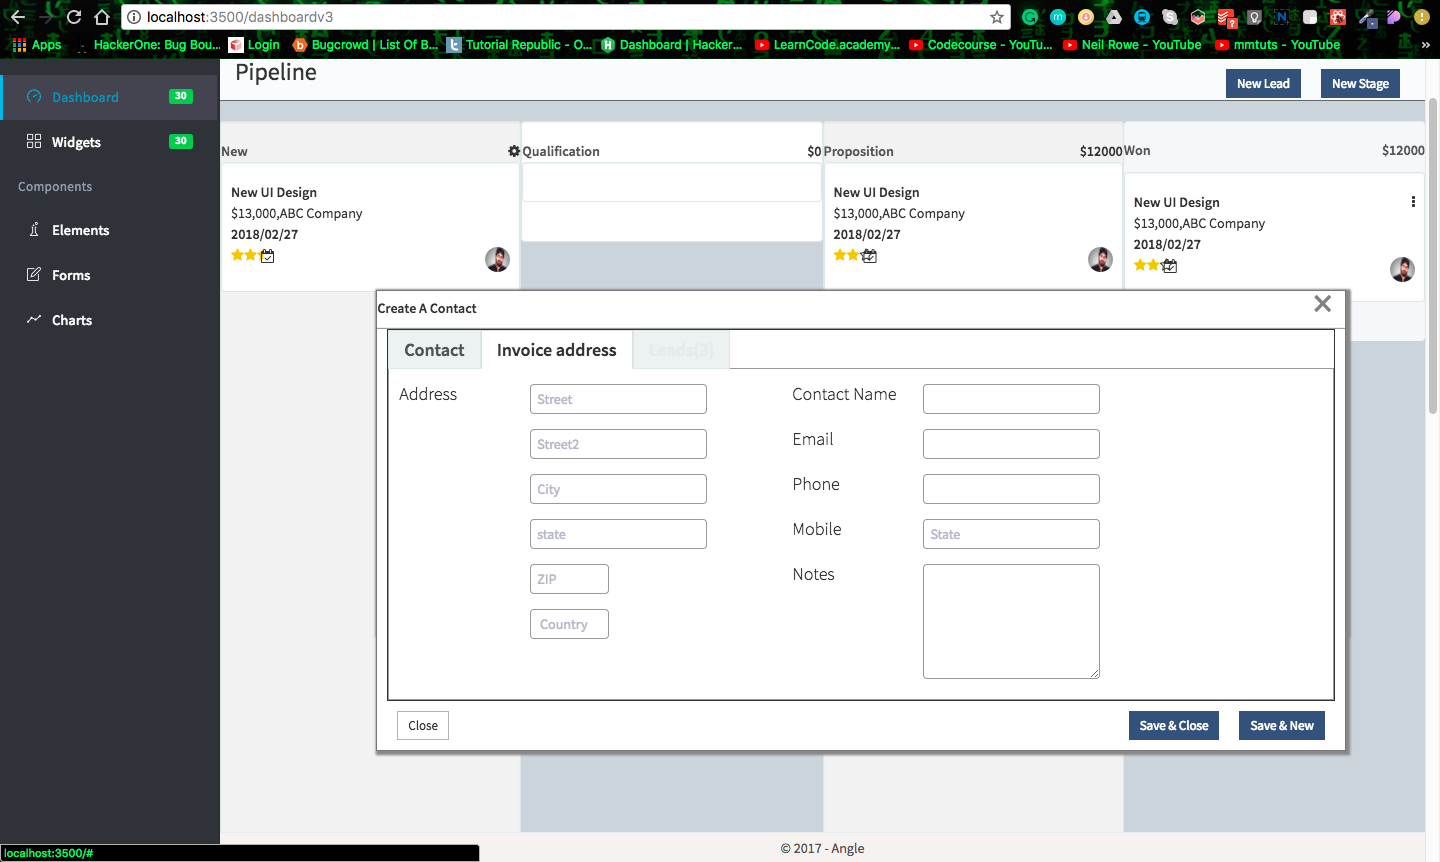 localhost:3500/dashboardv3
Apps
HackerOne: Bug Bou...
Login
Bugcrowd | List Of B...
Tutorial Republic - O...
Dashboard | Hacker...
LearnCode.academy...
Codecourse - YouTu...
Neil Rowe - YouTube
mmtuts - YouTube
»
Dashboard 30
Widgets 30
Components
Elements
Forms
Charts
Pipeline
New Lead
New Stage
New
Qualification $0
Proposition $12000
Won $12000
New UI Design
$13,000,ABC Company
2018/02/27
New UI Design
$13,000,ABC Company
2018/02/27
New UI Design
$13,000,ABC Company
2018/02/27
Create A Contact
Contact
Invoice address
Leads(3)
Address
Street
Street2
City
state
ZIP
Country
Contact Name
Email
Phone
Mobile State
Notes
Close
Save & Close
Save & New
© 2017 - Angle
localhost:3500/#